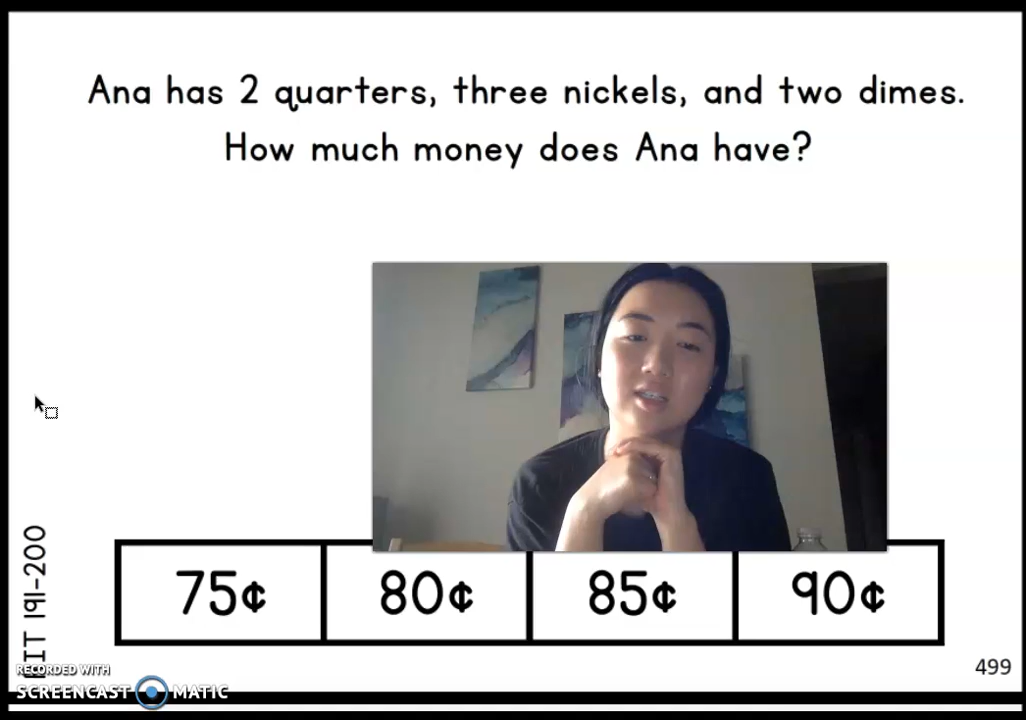 Ana has 2 quarters, three nickels, and two dimes.
How much money does Ana have?
75¢ 80¢ 85¢ 90¢
191-200
499
RECORDED WITH
SCREENCAST MATIC